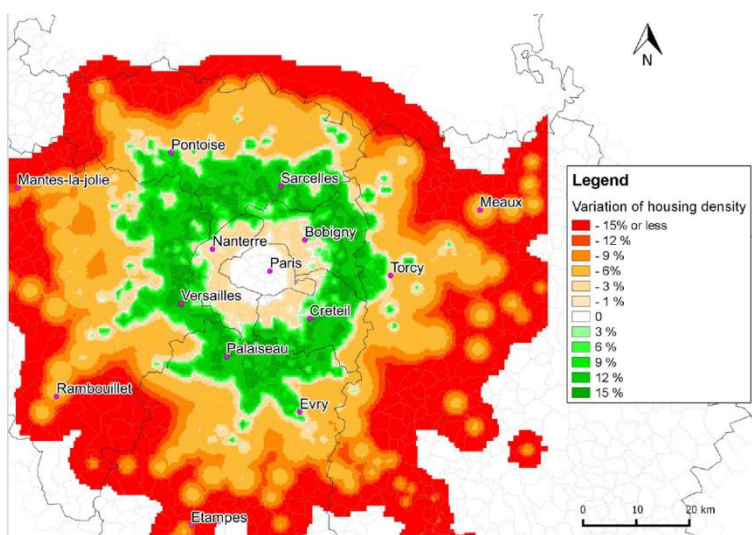 N
Pontoise
Mantes-la-jolie
Sarcelles
Meaux
Nanterre
Bobigny
Paris
Torcy
Versailles
Creteil
Palaiseau
Rambouillet
Evry
Etampes
Legend
Variation of housing density
- 15% or less
- 12 %
- 9 %
- 6%
- 3 %
- 1 %
0
3 %
6 %
9 %
12 %
15%
0 10 20 km